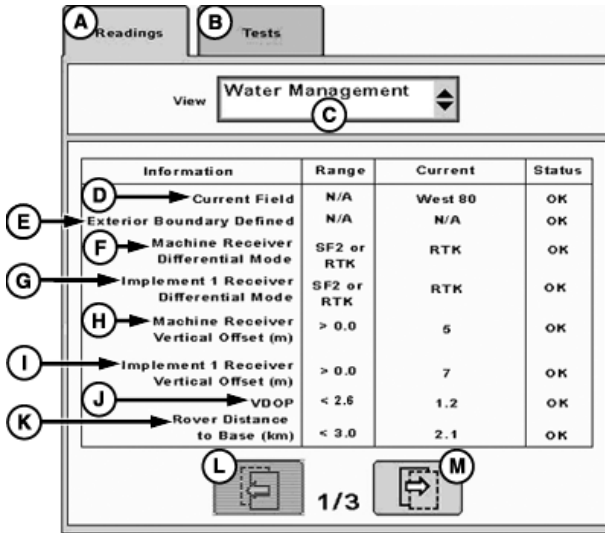 A
Readings
B
Tests
View
Water Management
C
Information Range Current Status
D
Current Field N/A West 80 OK
E
Exterior Boundary Defined N/A N/A OK
F
Machine Receiver
Differential Mode
SF2 or
RTK
RTK
OK
G
Implement 1 Receiver
Differential Mode
SF2 or
RTK
RTK
OK
H
Machine Receiver
Vertical Offset (m)
> 0.0
5
OK
I
Implement 1 Receiver
Vertical Offset (m)
> 0.0
7
OK
J
VDOP < 2.6 1.2 OK
K
Rover Distance
to Base (km)
< 3.0
2.1
OK
L
1/3
M